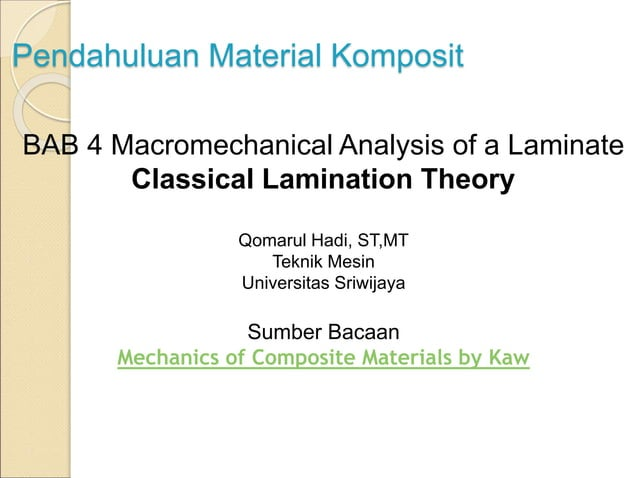 Pendahuluan Material Komposit
BAB 4 Macromechanical Analysis of a Laminate
Classical Lamination Theory
Qomarul Hadi, ST,MT
Teknik Mesin
Universitas Sriwijaya
Sumber Bacaan
Mechanics of Composite Materials by Kaw